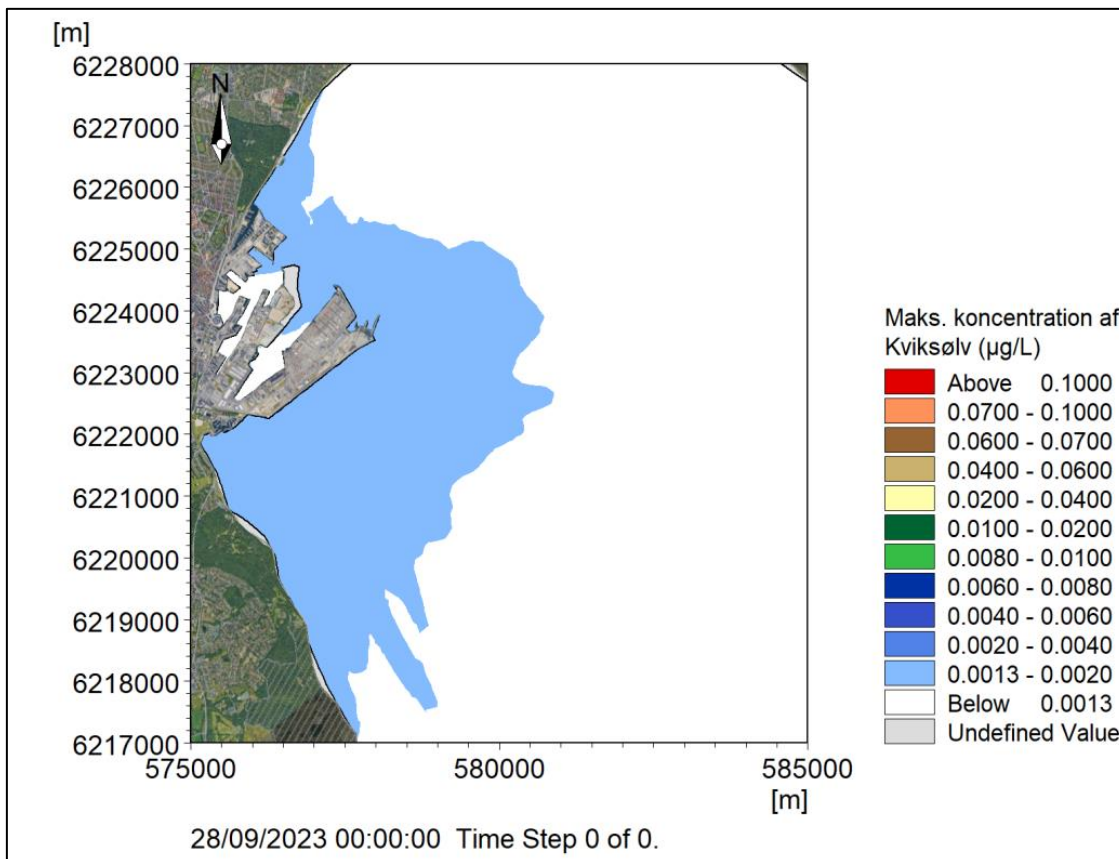 [m]
6228000
N
6227000
6226000
6225000
6224000
6223000
6222000
6221000
6220000
6219000
6218000
6217000
575000
580000
585000
[m]
28/09/2023 00:00:00 Time Step 0 of 0.
Maks. koncentration af
Kviksølv (µg/L)
Above 0.1000
0.0700 - 0.1000
0.0600 - 0.0700
0.0400 - 0.0600
0.0200 - 0.0400
0.0100 - 0.0200
0.0080 - 0.0100
0.0060 - 0.0080
0.0040 - 0.0060
0.0020 - 0.0040
0.0013 - 0.0020
Below 0.0013
Undefined Value